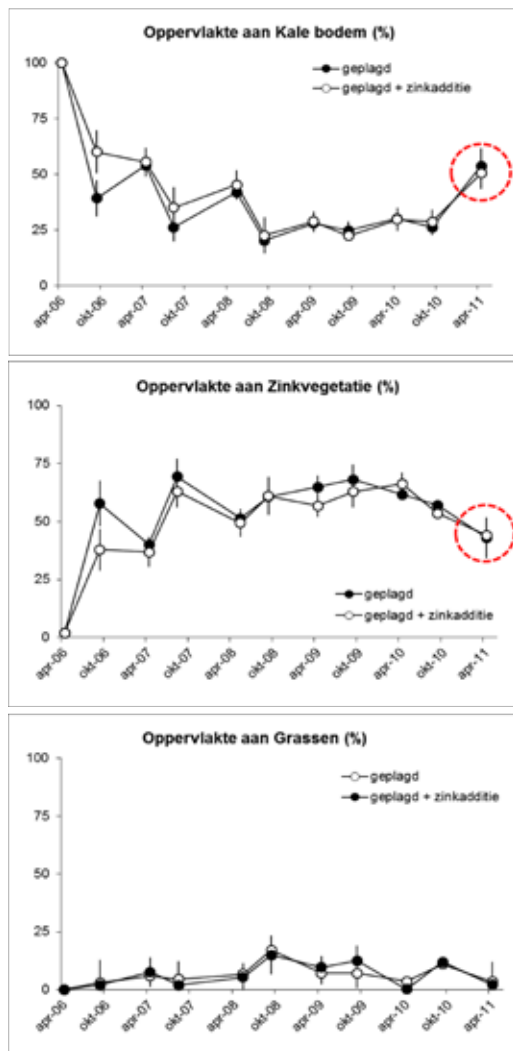 Oppervlakte aan Kale bodem (%)
geplagd
geplagd + zinkadditie
100
75
50
25
0
apr-06
okt-06
apr-07
okt-07
apr-08
okt-08
apr-09
okt-09
apr-10
okt-10
apr-11
Oppervlakte aan Zinkvegetatie (%)
100
75
50
25
0
geplagd
geplagd + zinkadditie
apr-06
okt-06
apr-07
okt-07
apr-08
okt-08
apr-09
okt-09
apr-10
okt-10
apr-11
Oppervlakte aan Grassen (%)
100
geplagd
geplagd + zinkadditie
75
50
25
0
apr-06
okt-06
apr-07
okt-07
apr-08
okt-08
apr-09
okt-09
apr-10
okt-10
apr-11